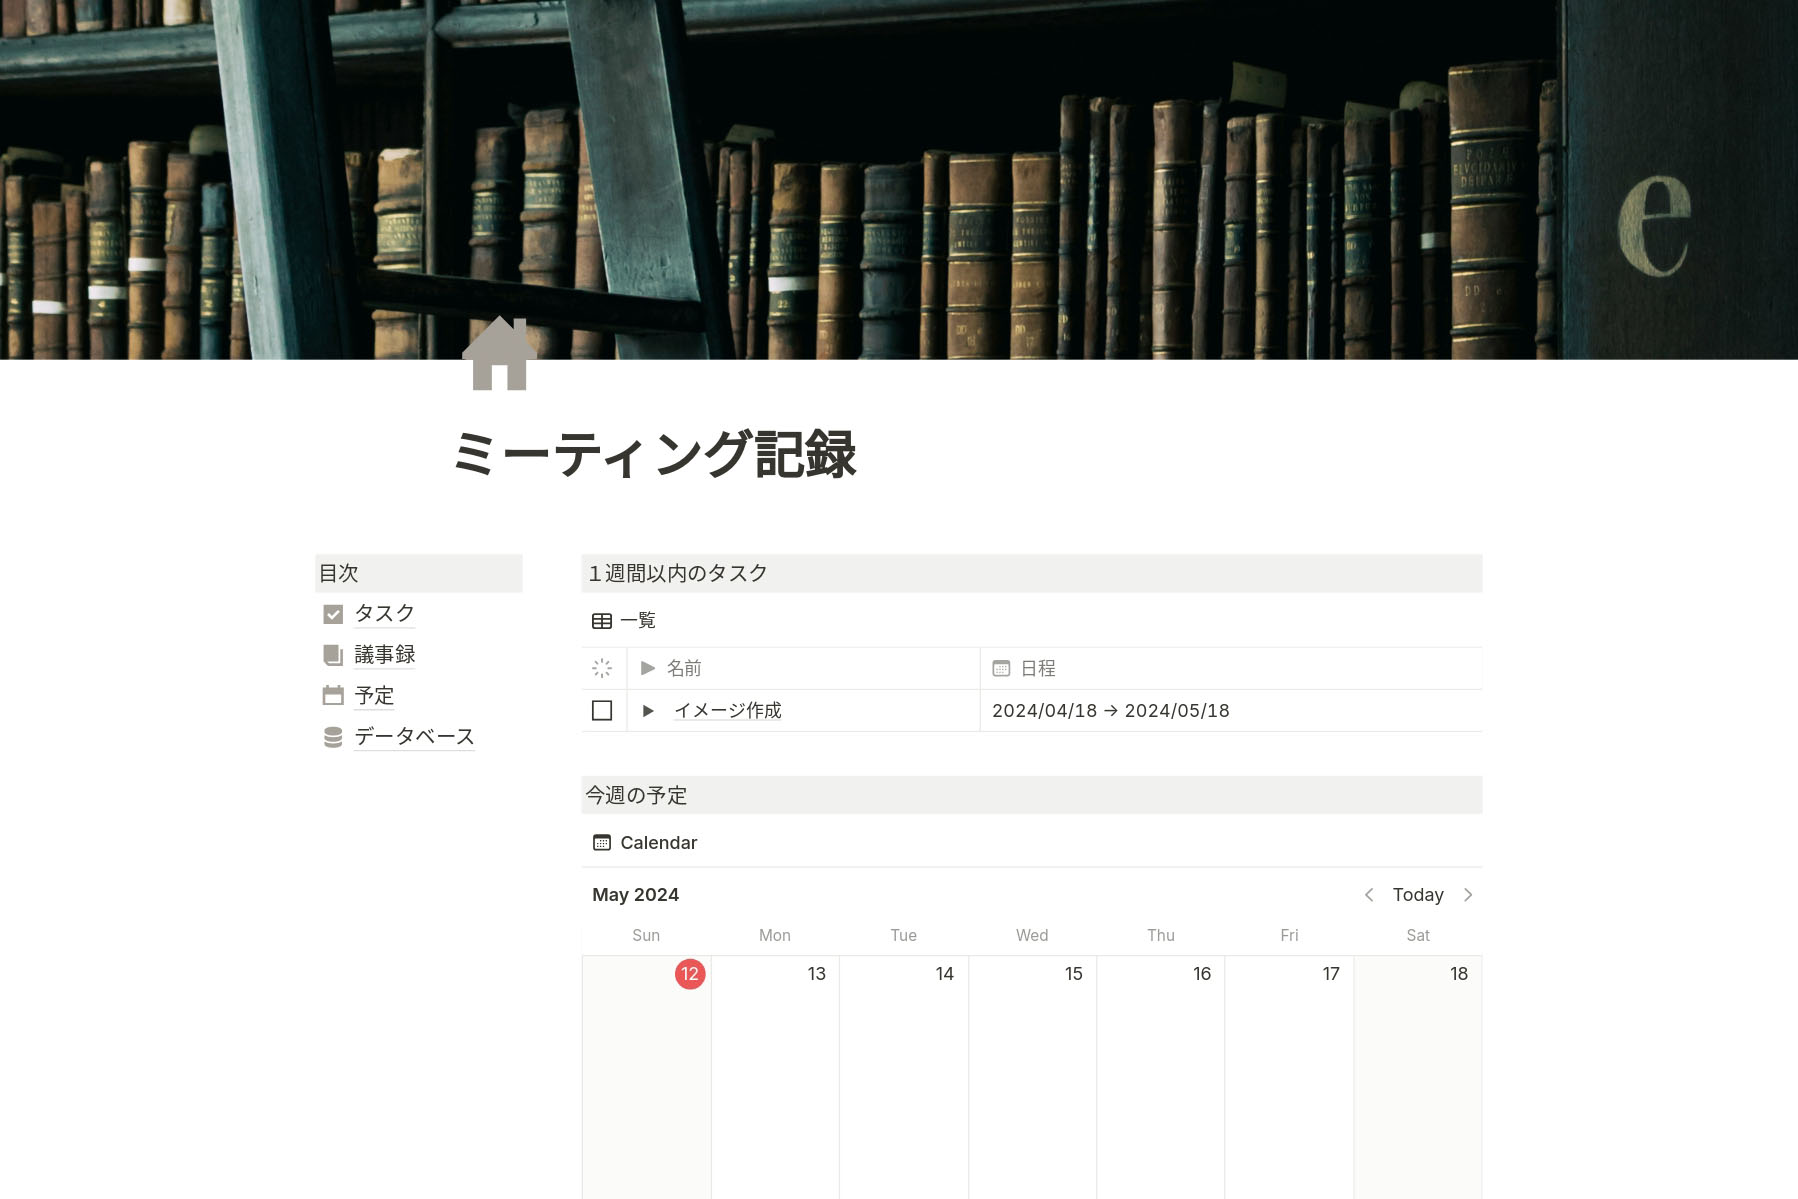 e
ミーティング記録
目次
タスク
議事録
予定
データベース
１週間以内のタスク
一覧
名前 日程
イメージ作成 2024/04/18 → 2024/05/18
今週の予定
Calendar
May 2024 Today
Sun Mon Tue Wed Thu Fri Sat
12 13 14 15 16 17 18